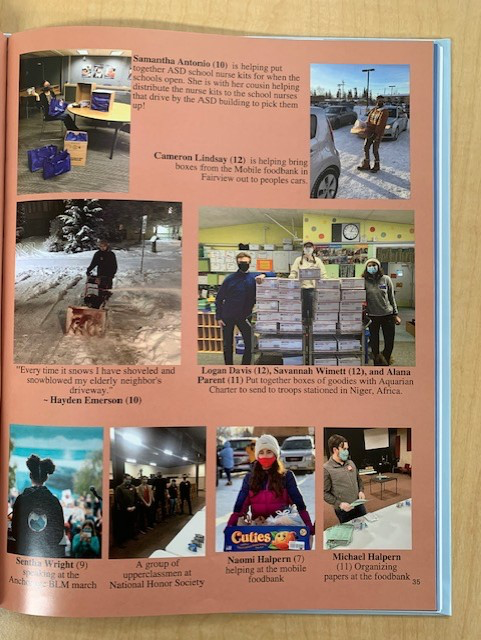 Samantha Antonio (10) is helping put
together ASD school nurse kits for when the
schools open. She is with her cousin helping
distribute the nurse kits to the school nurses
that drive by the ASD building to pick them
up!
Cameron Lindsay (12) is helping bring
boxes from the Mobile foodbank in
Fairview out to peoples cars.
"Every time it snows I have shoveled and
snowblowed my elderly neighbor's
driveway."
~ Hayden Emerson (10)
Logan Davis (12), Savannah Wimett (12), and Alana
Parent (11) Put together boxes of goodies with Aquarian
Charter to send to troops stationed in Niger, Africa.
Cuties
Sentha Wright (9)
speaking at the
Anchorage BLM march
A group of
upperclassmen at
National Honor Society
Naomi Halpern (7)
helping at the mobile
foodbank
Michael Halpern
(11) Organizing
papers at the foodbank
35